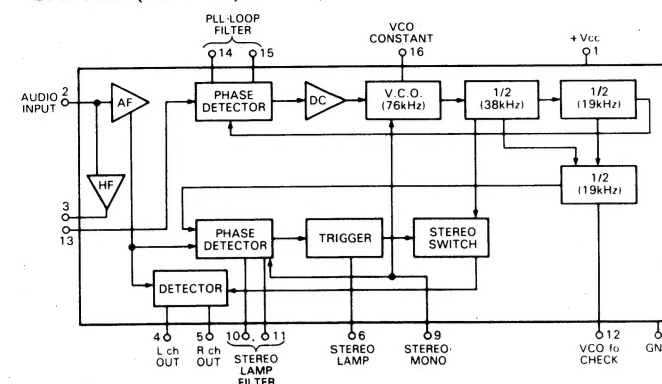 PLL·LOOP
FILTER
14 15
VCO
CONSTANT
16
+Vcc
1
AUDIO
INPUT
2
AF
PHASE
DETECTOR
DC
V.C.O.
(76kHz)
1/2
(38kHz)
1/2
(19kHz)
HF
1/2
(19kHz)
3
13
PHASE
DETECTOR
TRIGGER
STEREO
SWITCH
DETECTOR
4
L ch
OUT
5
R ch
OUT
10 11
STEREO
LAMP
FILTER
6
STEREO
LAMP
9
STEREO·
MONO
12
VCO fo
CHECK
GN